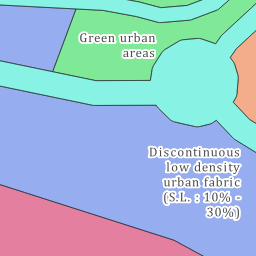 Green urban
areas
Discontinuous
low density
urban fabric
(S.L. : 10% -
30%)